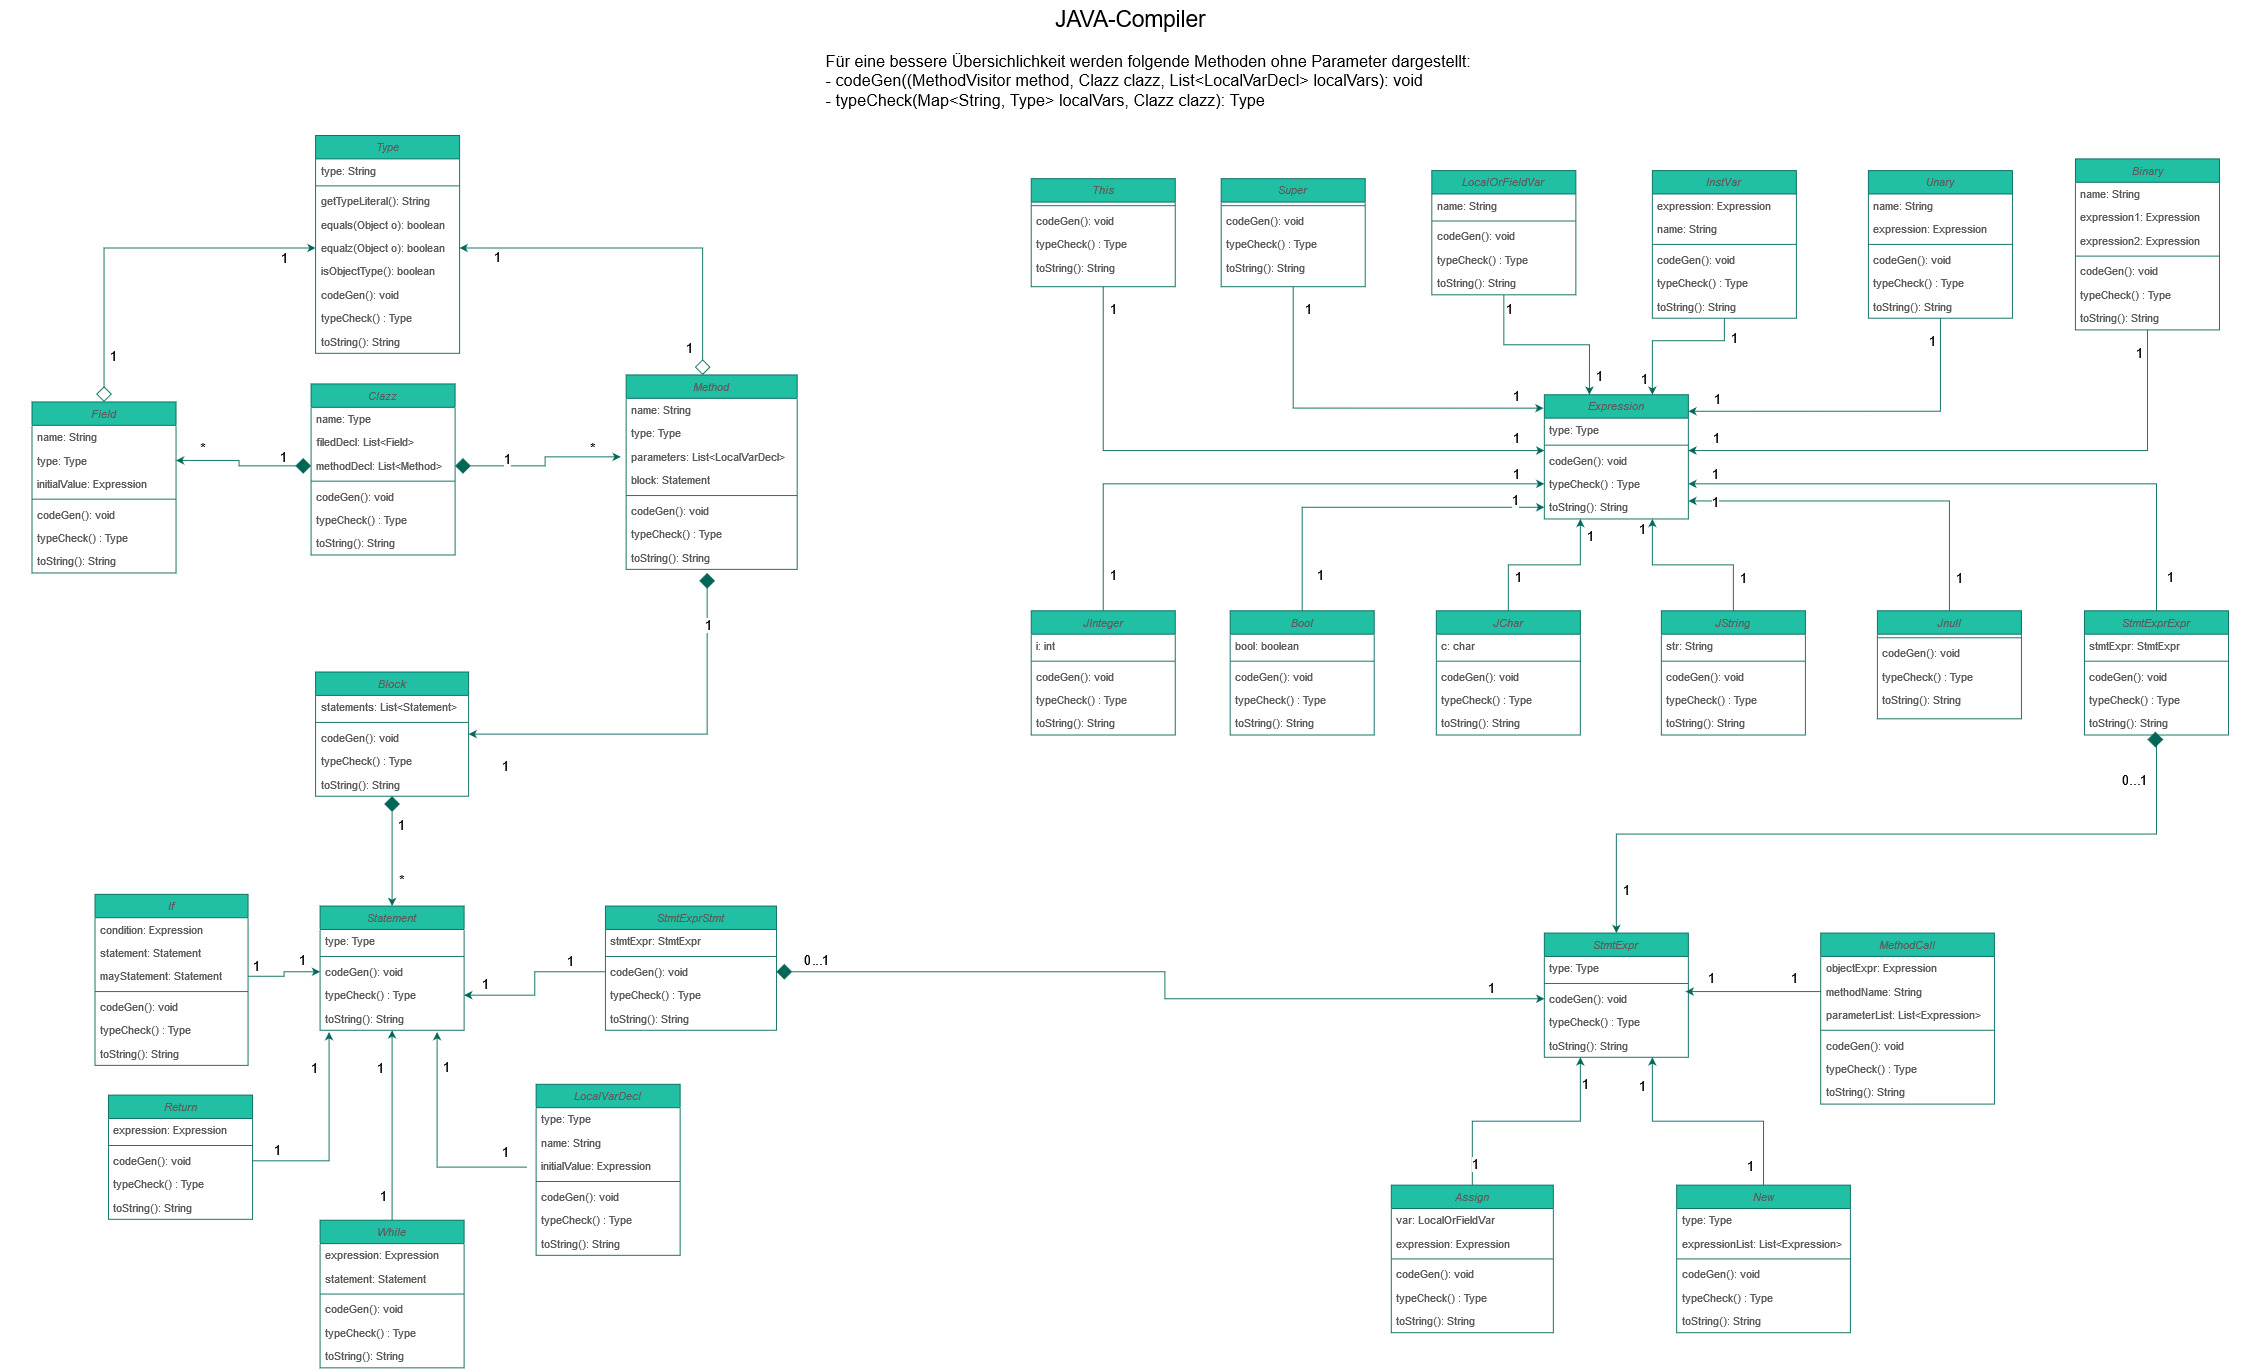 JAVA-Compiler
Für eine bessere Übersichlichkeit werden folgende Methoden ohne Parameter dargestellt:
- codeGen((MethodVisitor method, Clazz clazz, List<LocalVarDecl> localVars): void
- typeCheck(Map<String, Type> localVars, Clazz clazz): Type
Type
type: String
getTypeLiteral(): String
equals(Object o): boolean
equalz(Object o): boolean
isObjectType(): boolean
codeGen(): void
typeCheck() : Type
toString(): String
1
1
1
1
Field
name: String
type: Type
initialValue: Expression
codeGen(): void
typeCheck() : Type
toString(): String
*
1
Clazz
name: Type
filedDecl: List<Field>
methodDecl: List<Method>
codeGen(): void
typeCheck() : Type
toString(): String
1
*
Method
name: String
type: Type
parameters: List<LocalVarDecl>
block: Statement
codeGen(): void
typeCheck() : Type
toString(): String
1
1
Block
statements: List<Statement>
codeGen(): void
typeCheck() : Type
toString(): String
1
*
If
condition: Expression
statement: Statement
mayStatement: Statement
codeGen(): void
typeCheck() : Type
toString(): String
1
1
Statement
type: Type
codeGen(): void
typeCheck() : Type
toString(): String
1
1
StmtExprStmt
stmtExpr: StmtExpr
codeGen(): void
typeCheck() : Type
toString(): String
0...1
1
1
1
1
Return
expression: Expression
codeGen(): void
typeCheck() : Type
toString(): String
1
1
1
While
expression: Expression
statement: Statement
codeGen(): void
typeCheck() : Type
toString(): String
LocalVarDecl
type: Type
name: String
initialValue: Expression
codeGen(): void
typeCheck() : Type
toString(): String
This
codeGen(): void
typeCheck() : Type
toString(): String
1
Super
codeGen(): void
typeCheck() : Type
toString(): String
1
LocalOrFieldVar
name: String
codeGen(): void
typeCheck() : Type
toString(): String
1
InstVar
expression: Expression
name: String
codeGen(): void
typeCheck() : Type
toString(): String
1
Unary
name: String
expression: Expression
codeGen(): void
typeCheck() : Type
toString(): String
1
Binary
name: String
expression1: Expression
expression2: Expression
codeGen(): void
typeCheck() : Type
toString(): String
1
1
1
1
1
1
1
Expression
type: Type
codeGen(): void
typeCheck() : Type
toString(): String
1
1
1
1
1
1
1
1
1
1
1
1
JInteger
i: int
codeGen(): void
typeCheck() : Type
toString(): String
Bool
bool: boolean
codeGen(): void
typeCheck() : Type
toString(): String
JChar
c: char
codeGen(): void
typeCheck() : Type
toString(): String
JString
str: String
codeGen(): void
typeCheck() : Type
toString(): String
Jnull
codeGen(): void
typeCheck() : Type
toString(): String
StmtExprExpr
stmtExpr: StmtExpr
codeGen(): void
typeCheck() : Type
toString(): String
0...1
1
StmtExpr
type: Type
codeGen(): void
typeCheck() : Type
toString(): String
1
1
MethodCall
objectExpr: Expression
methodName: String
parameterList: List<Expression>
codeGen(): void
typeCheck() : Type
toString(): String
1
1
1
1
Assign
var: LocalOrFieldVar
expression: Expression
codeGen(): void
typeCheck() : Type
toString(): String
New
type: Type
expressionList: List<Expression>
codeGen(): void
typeCheck() : Type
toString(): String